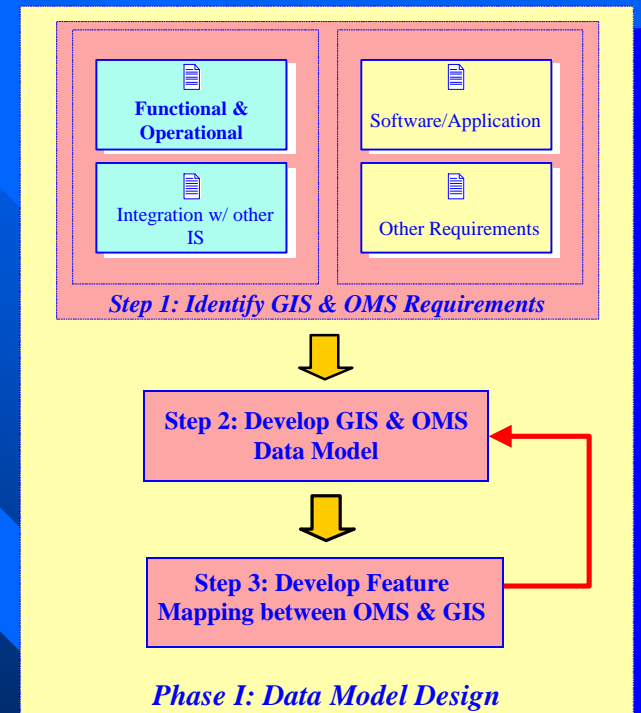 Functional &
Operational
Integration w/ other
IS
Software/Application
Other Requirements
Step 1: Identify GIS & OMS Requirements
Step 2: Develop GIS & OMS
Data Model
Step 3: Develop Feature
Mapping between OMS & GIS
Phase I: Data Model Design